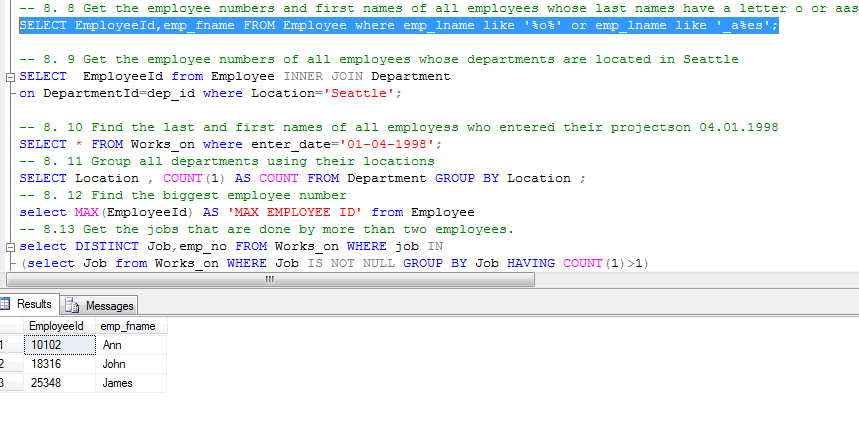 -- 8. 8 Get the employee numbers and first names of all employees whose last names have a letter o or aas
SELECT EmployeeId,emp_fname FROM Employee where emp_lname like '%o%' or emp_lname like '_a%es';
-- 8. 9 Get the employee numbers of all employees whose departments are located in Seattle
SELECT EmployeeId from Employee INNER JOIN Department
on DepartmentId=dep_id where Location='Seattle';
-- 8. 10 Find the last and first names of all employess who entered their projectson 04.01.1998
SELECT * FROM Works_on where enter_date='01-04-1998';
-- 8. 11 Group all departments using their locations
SELECT Location , COUNT(1) AS COUNT FROM Department GROUP BY Location ;
-- 8. 12 Find the biggest employee number
select MAX(EmployeeId) AS 'MAX EMPLOYEE ID' from Employee
-- 8.13 Get the jobs that are done by more than two employees.
select DISTINCT Job,emp_no FROM Works_on WHERE job IN
(select Job from Works_on WHERE Job IS NOT NULL GROUP BY Job HAVING COUNT(1)>1)
Results Messages
EmployeeId emp_fname
1 10102 Ann
2 18316 John
3 25348 James